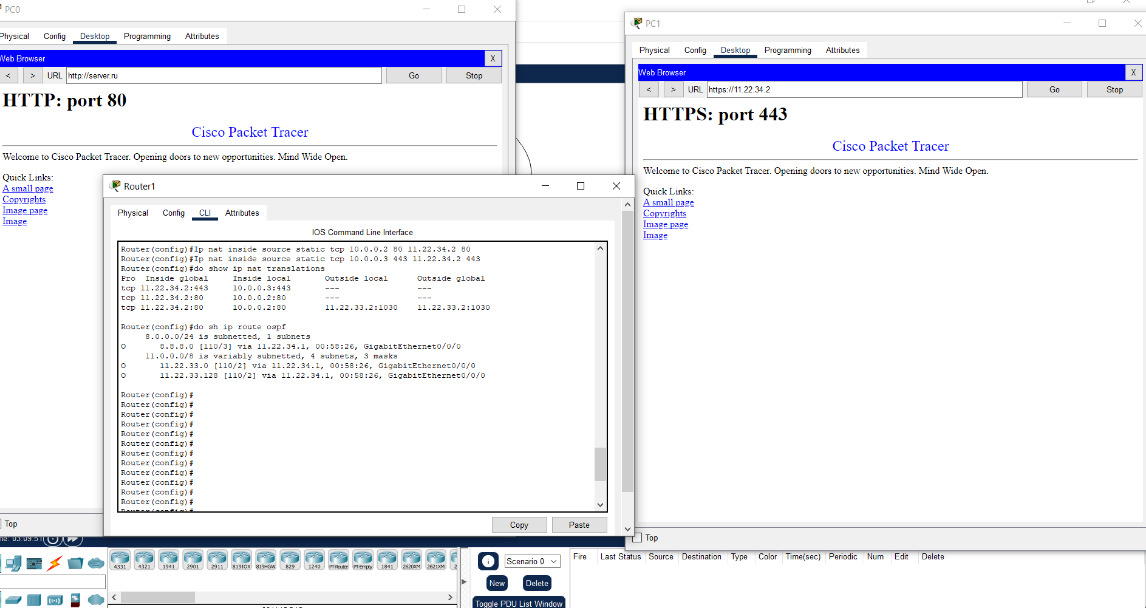 PC0
Physical Config Desktop Programming Attributes
Web Browser X
< > URL http://server.ru Go Stop
HTTP: port 80
Cisco Packet Tracer
Welcome to Cisco Packet Tracer. Opening doors to new opportunities. Mind Wide Open.
Quick Links:
A small page
Copyrights
Image page
Image
Top
PC1
Physical Config Desktop Programming Attributes
Web Browser X
< > URL https://11.22.34.2 Go Stop
HTTPS: port 443
Cisco Packet Tracer
Welcome to Cisco Packet Tracer. Opening doors to new opportunities. Mind Wide Open.
Quick Links:
A small page
Copyrights
Image page
Image
Top
Router1
Physical Config CLI Attributes
IOS Command Line Interface
Router(config)#Ip nat inside source static tcp 10.0.0.2 80 11.22.34.2 80
Router(config)#Ip nat inside source static tcp 10.0.0.3 443 11.22.34.2 443
Router(config)#do show ip nat translations
Pro Inside global Inside local Outside local Outside global
tcp 11.22.34.2:443 10.0.0.3:443 --- ---
tcp 11.22.34.2:80 10.0.0.2:80 --- ---
tcp 11.22.34.2:80 10.0.0.2:80 11.22.33.2:1030 11.22.33.2:1030
Router(config)#do sh ip route ospf
8.0.0.0/24 is subnetted, 1 subnets
O 8.8.8.0 [110/3] via 11.22.34.1, 00:58:26, GigabitEthernet0/0/0
11.0.0.0/8 is variably subnetted, 4 subnets, 3 masks
O 11.22.33.0 [110/2] via 11.22.34.1, 00:58:26, GigabitEthernet0/0/0
O 11.22.33.128 [110/2] via 11.22.34.1, 00:58:26, GigabitEthernet0/0/0
Router(config)#
Router(config)#
Router(config)#
Router(config)#
Router(config)#
Router(config)#
Router(config)#
Router(config)#
Router(config)#
Router(config)#
Router(config)#
Router(config)#
Router(config)#
Copy Paste
4331 4321 1941 2901 2911 819HGW 829 1240 PT-Router PT-Empty 1841 2620XM 2621XM
Scenario 0
New Delete
Toggle PDU List Window
Fire Last Status Source Destination Type Color Time(sec) Periodic Num Edit Delete